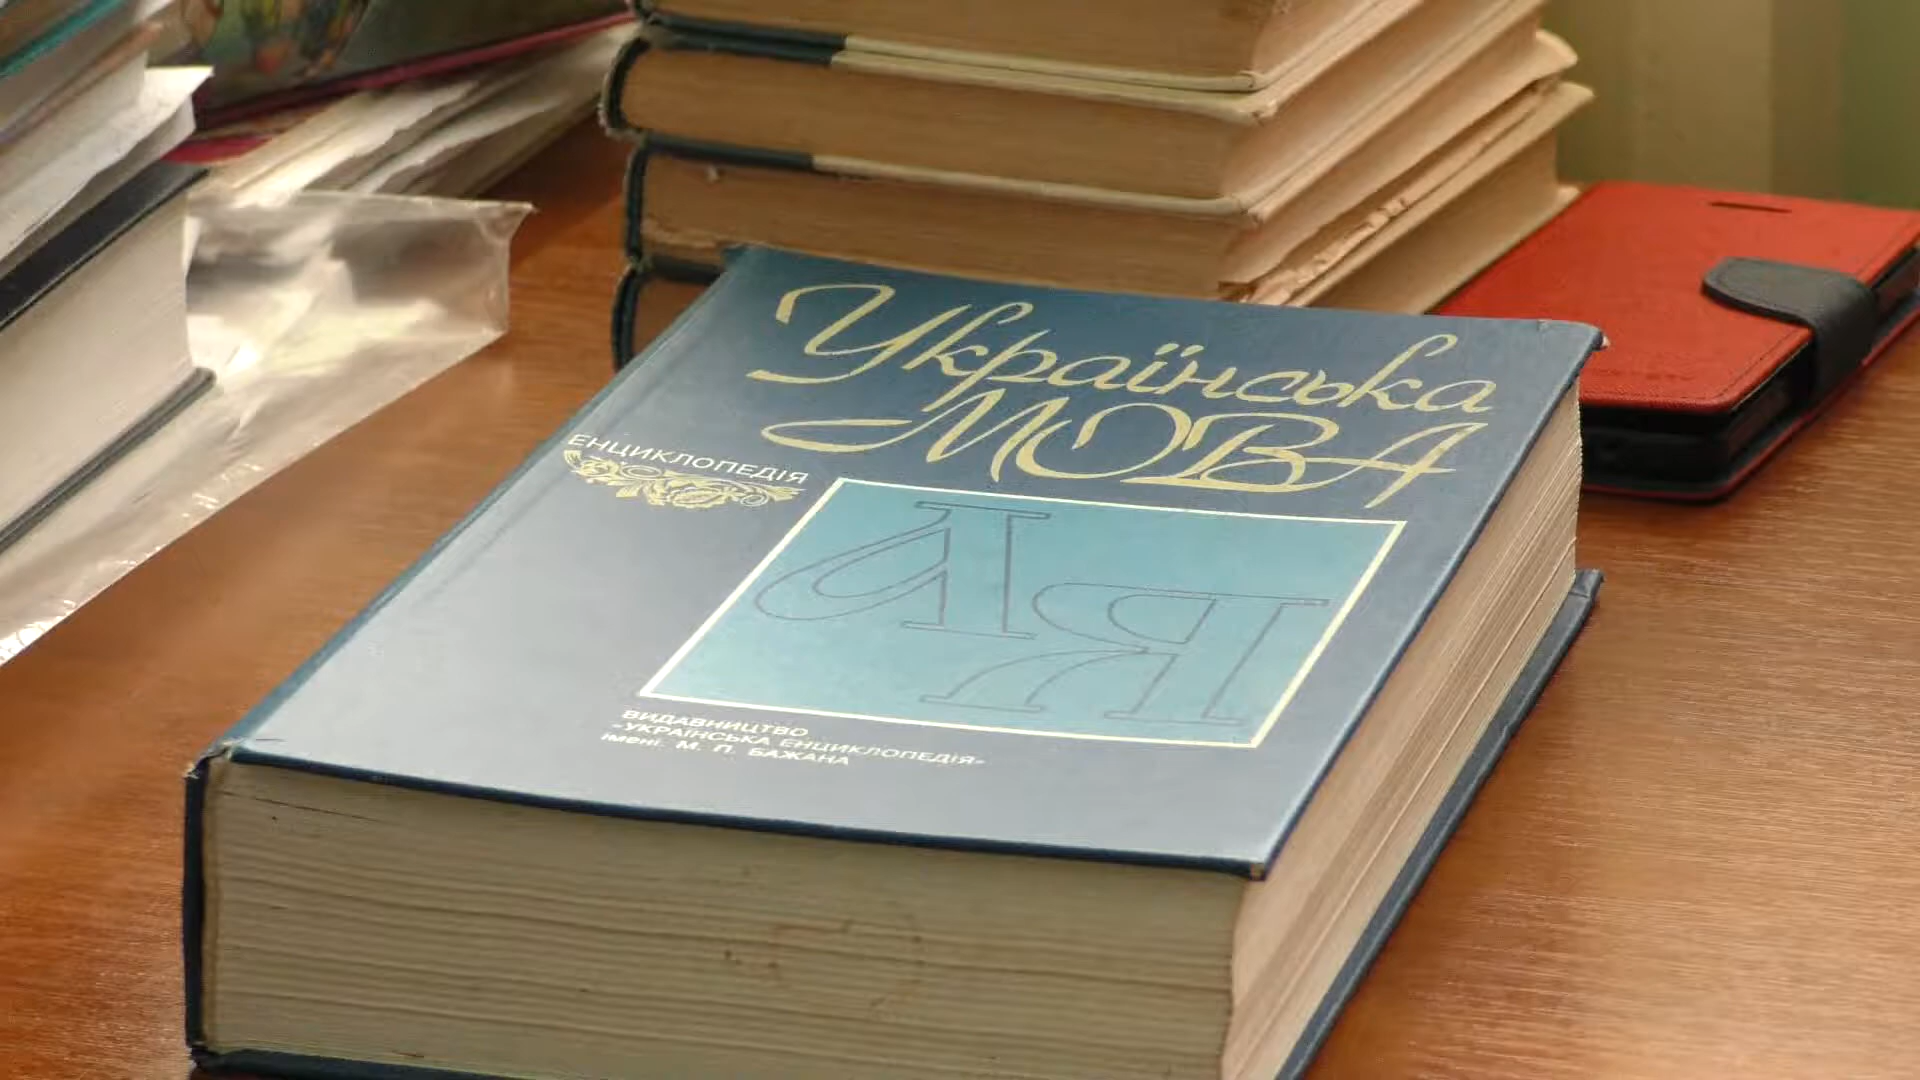 Українська
МОВА
ЕНЦИКЛОПЕДІЯ
А Я
ВИДАВНИЦТВО
«УКРАЇНСЬКА ЕНЦИКЛОПЕДІЯ»
імені М. П. БАЖАНА